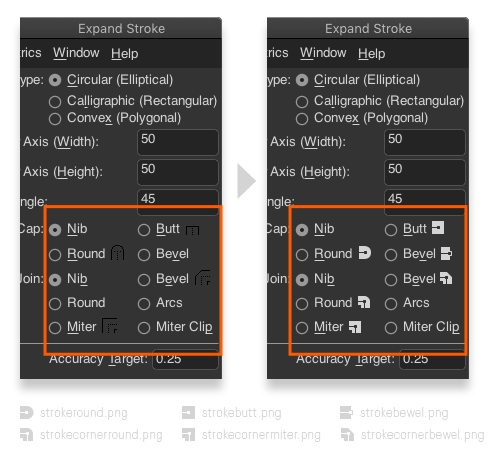 Expand Stroke
rics Window Help
ype: Circular (Elliptical)
Calligraphic (Rectangular)
Convex (Polygonal)
Axis (Width): 50
Axis (Height): 50
ngle: 45
Cap: Nib Butt
Round Bevel
Join: Nib Bevel
Round Arcs
Miter Miter Clip
Accuracy Target: 0.25
Expand Stroke
rics Window Help
ype: Circular (Elliptical)
Calligraphic (Rectangular)
Convex (Polygonal)
Axis (Width): 50
Axis (Height): 50
ngle: 45
Cap: Nib Butt
Round Bevel
Join: Nib Bevel
Round Arcs
Miter Miter Clip
Accuracy Target: 0.25
strokeround.png strokebutt.png strokebewel.png
strokecornerround.png strokecornermiter.png strokecornerbewel.png